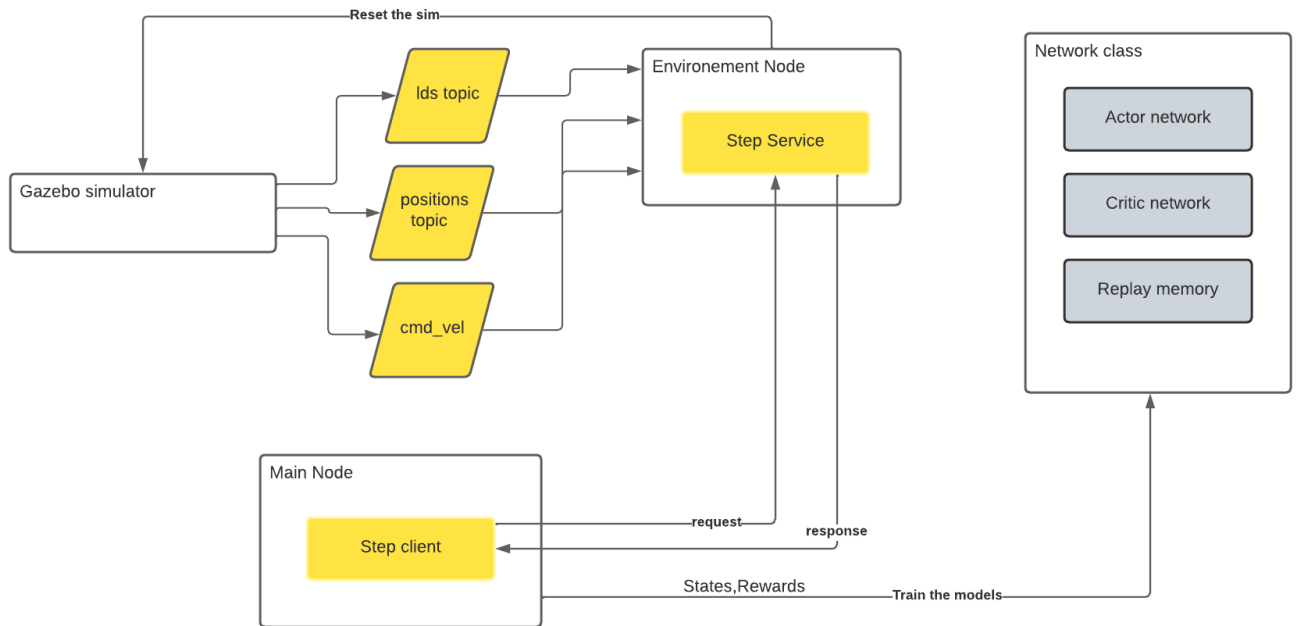 Reset the sim
lds topic
Environement Node
Step Service
Network class
Actor network
Critic network
Replay memory
Gazebo simulator
positions
topic
cmd_vel
Main Node
Step client
request
response
States,Rewards
Train the models